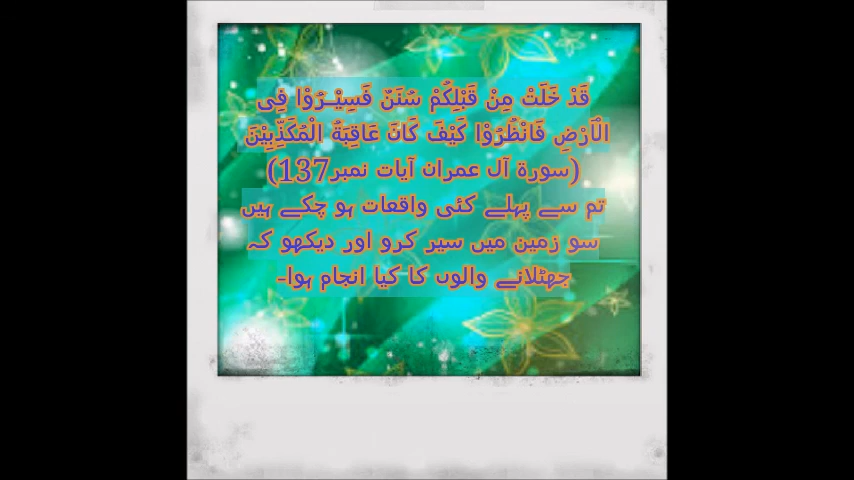 قَدْ خَلَتْ مِنْ قَبْلِكُمْ سُنَنٌ فَسِيْـرُوْا فِى
الْاَرْضِ فَانْظُرُوْا كَيْفَ كَانَ عَاقِبَةُ الْمُكَذِّبِيْنَ
(سورۃ آل عمران آیات نمبر137)
تم سے پہلے کئی واقعات ہو چکے ہیں
سو زمین میں سیر کرو اور دیکھو کہ
جھٹلانے والوں کا کیا انجام ہوا۔